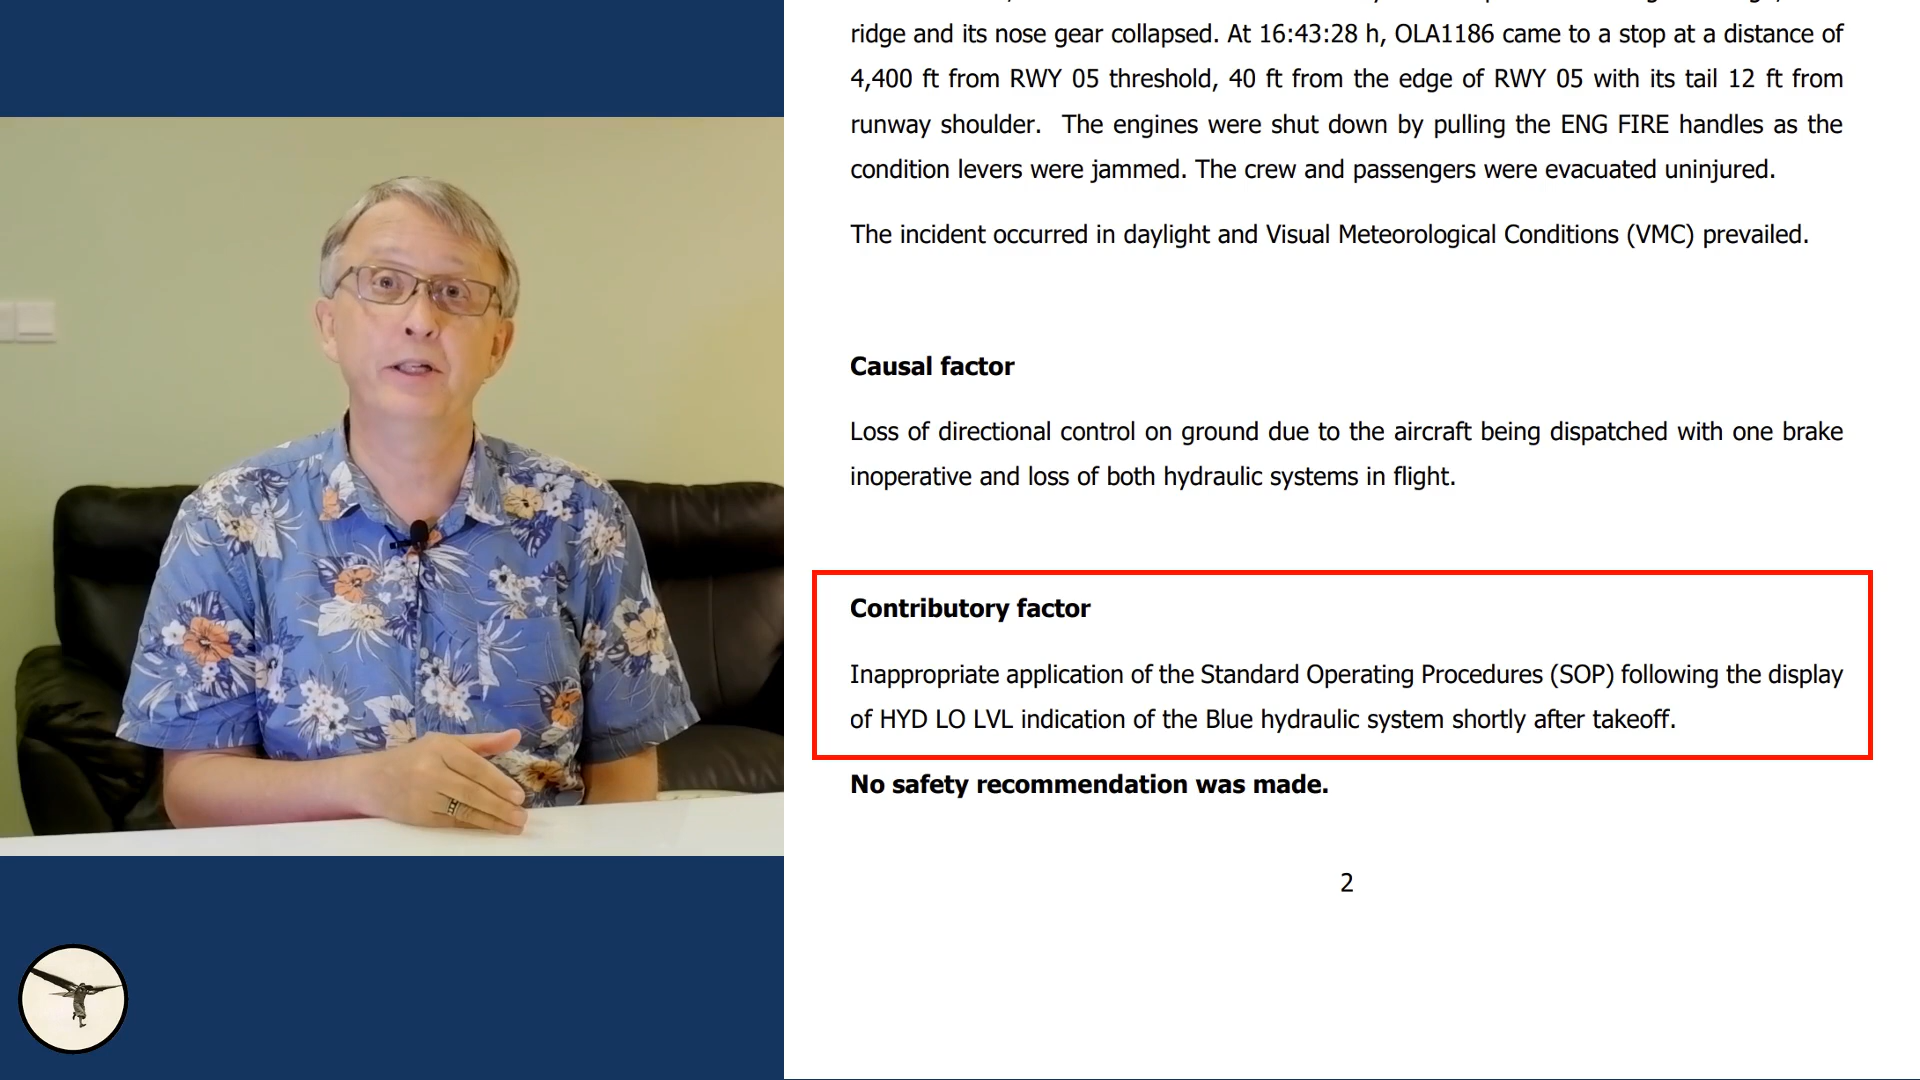 ridge and its nose gear collapsed. At 16:43:28 h, OLA1186 came to a stop at a distance of
4,400 ft from RWY 05 threshold, 40 ft from the edge of RWY 05 with its tail 12 ft from
runway shoulder.  The engines were shut down by pulling the ENG FIRE handles as the
condition levers were jammed. The crew and passengers were evacuated uninjured.
The incident occurred in daylight and Visual Meteorological Conditions (VMC) prevailed.
Causal factor
Loss of directional control on ground due to the aircraft being dispatched with one brake
inoperative and loss of both hydraulic systems in flight.
Contributory factor
Inappropriate application of the Standard Operating Procedures (SOP) following the display
of HYD LO LVL indication of the Blue hydraulic system shortly after takeoff.
No safety recommendation was made.
2